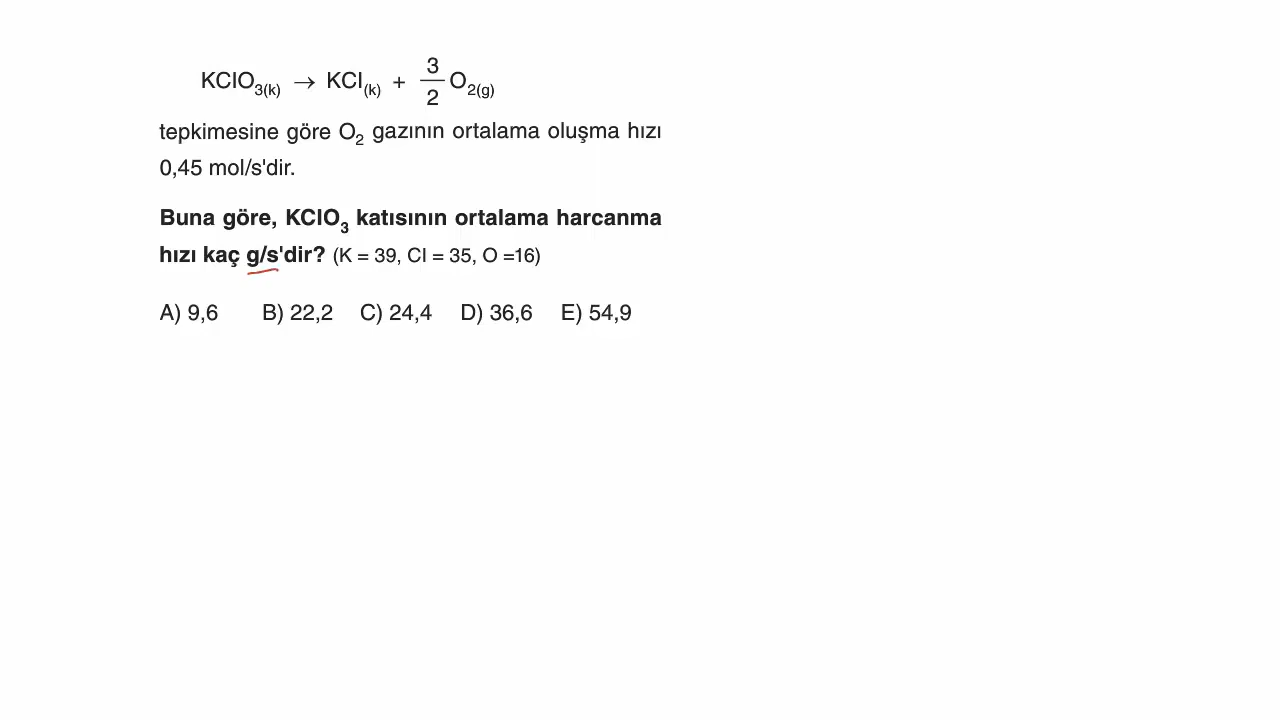 KClO3(k) → KCl(k) + 3/2 O2(g)
tepkimesine göre O2 gazının ortalama oluşma hızı
0,45 mol/s'dir.
Buna göre, KClO3 katısının ortalama harcanma
hızı kaç g/s'dir? (K = 39, Cl = 35, O =16)
A) 9,6 B) 22,2 C) 24,4 D) 36,6 E) 54,9